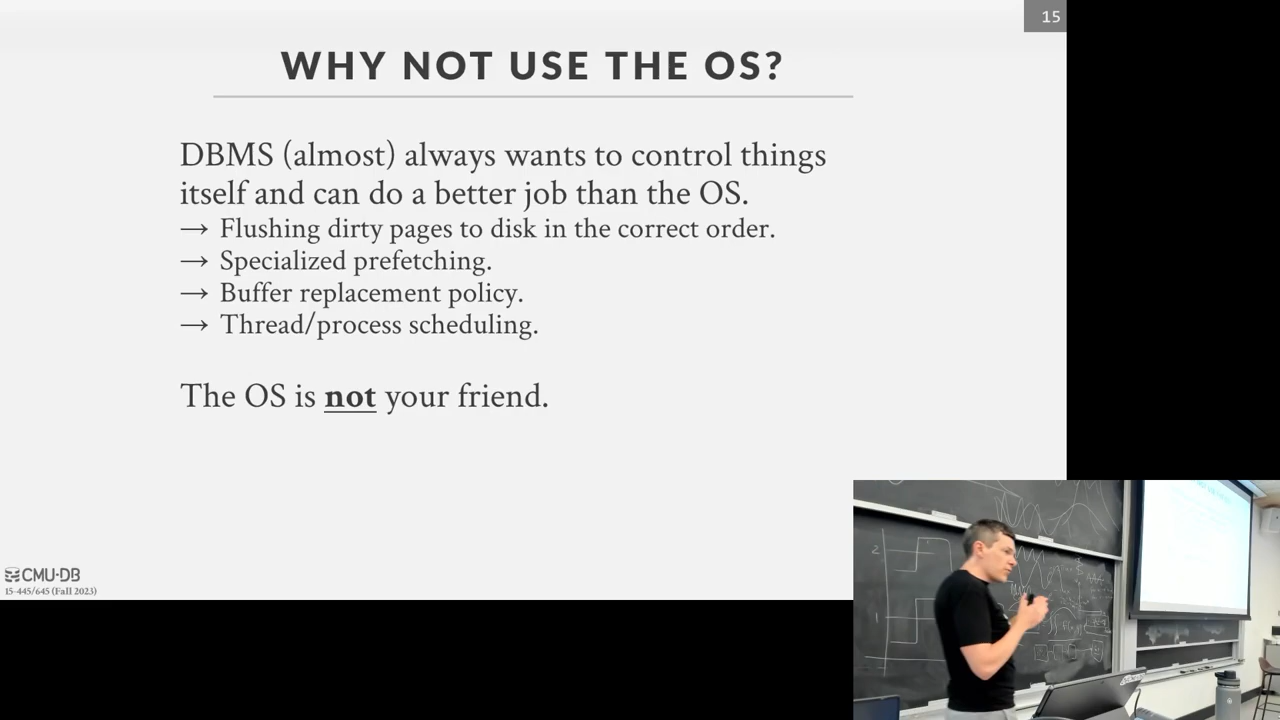 15
WHY NOT USE THE OS?
DBMS (almost) always wants to control things
itself and can do a better job than the OS.
→ Flushing dirty pages to disk in the correct order.
→ Specialized prefetching.
→ Buffer replacement policy.
→ Thread/process scheduling.
The OS is not your friend.
CMU·DB
15-445/645 (Fall 2023)
2
1